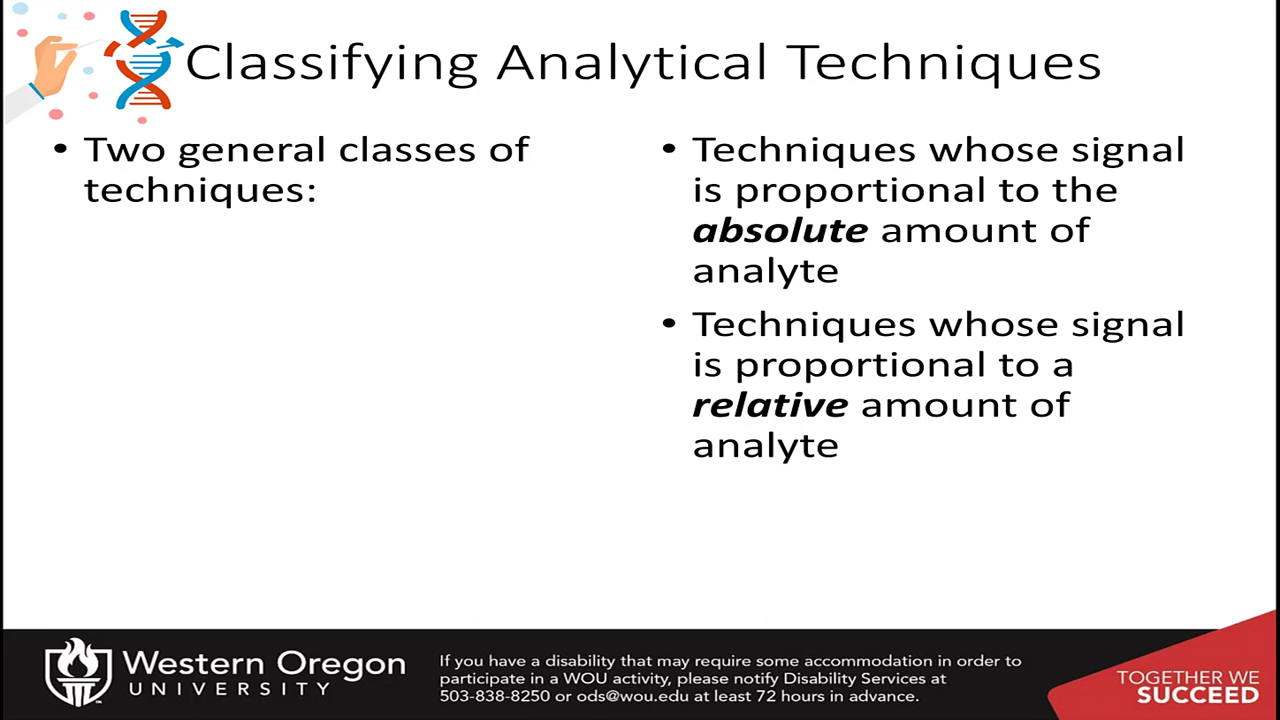 Classifying Analytical Techniques
• Two general classes of
techniques:
• Techniques whose signal
is proportional to the
absolute amount of
analyte
• Techniques whose signal
is proportional to a
relative amount of
analyte
Western Oregon
UNIVERSITY
If you have a disability that may require some accommodation in order to
participate in a WOU activity, please notify Disability Services at
503-838-8250 or ods@wou.edu at least 72 hours in advance.
TOGETHER WE
SUCCEED